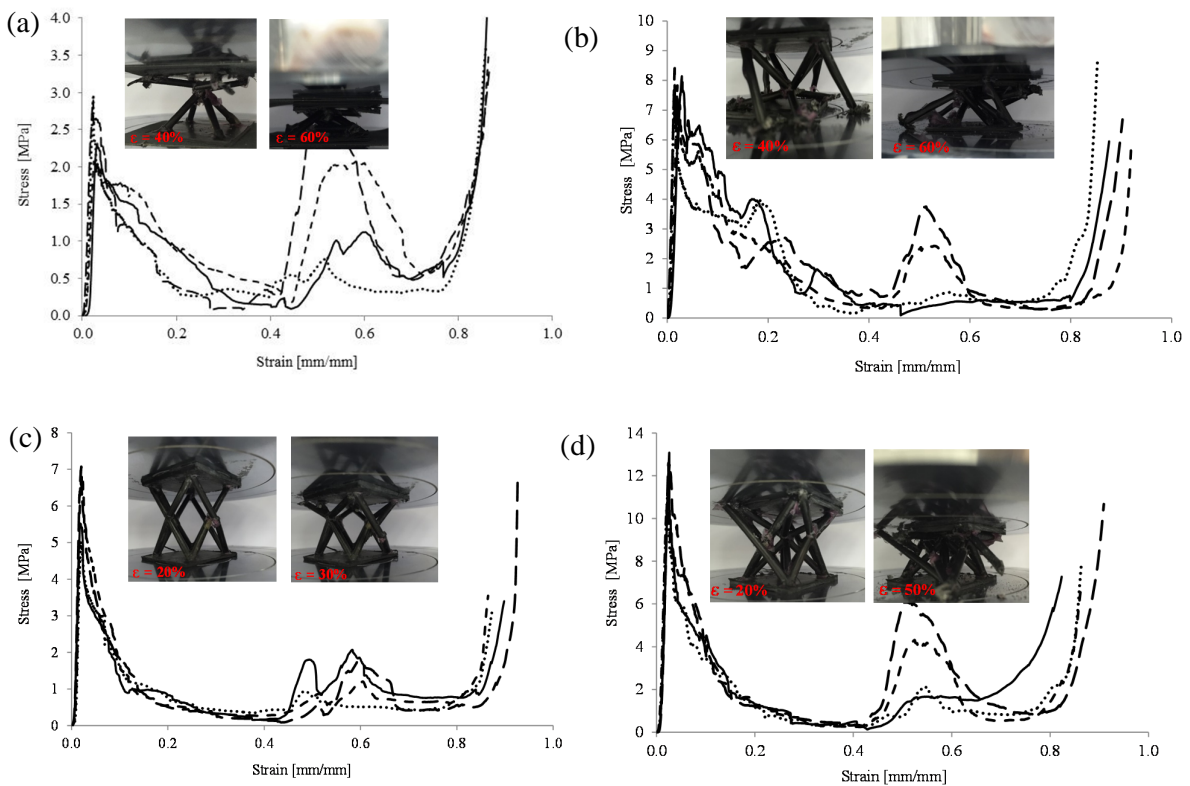 (a)
4.0
3.5
3.0
2.5
2.0
1.5
1.0
0.5
0.0
Stress [MPa]
ε = 40%
ε = 60%
0.0 0.2 0.4 0.6 0.8 1.0
Strain [mm/mm]
(b)
10
9
8
7
6
5
4
3
2
1
0
Stress [MPa]
ε = 40%
ε = 60%
0.0 0.2 0.4 0.6 0.8 1.0
Strain [mm/mm]
(c)
8
7
6
5
4
3
2
1
0
Stress [MPa]
ε = 20%
ε = 30%
0.0 0.2 0.4 0.6 0.8 1.0
Strain [mm/mm]
(d)
14
12
10
8
6
4
2
0
Stress [MPa]
ε = 20%
ε = 50%
0.0 0.2 0.4 0.6 0.8 1.0
Strain [mm/mm]